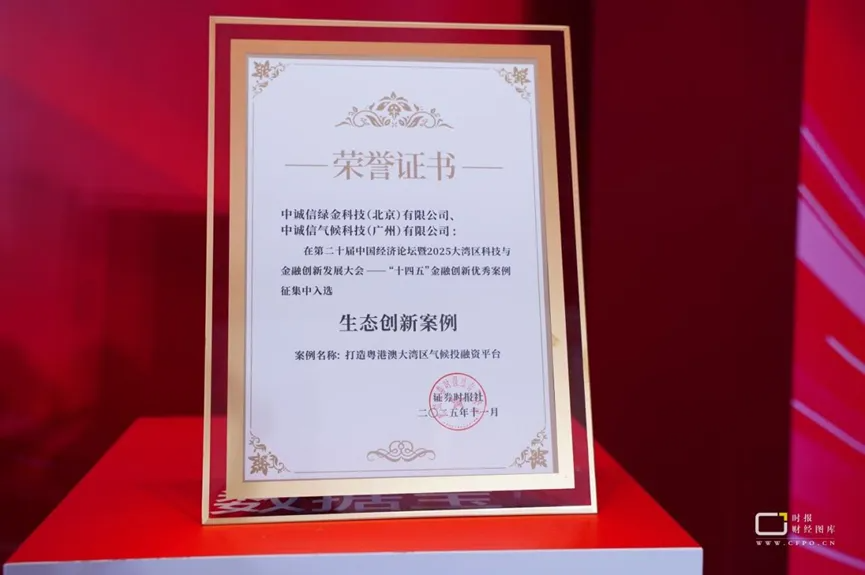 荣誉证书
中诚信绿金科技(北京)有限公司、
中诚信气候科技(广州)有限公司:
在第二十届中国经济论坛暨2025大湾区科技与
金融创新发展大会——“十四五”金融创新优秀案例
征集中入选
生态创新案例
案例名称: 打造粤港澳大湾区气候投融资平台
证券时报社
二〇二五年十一月
时报
财经图库
WWW.CFPO.CN